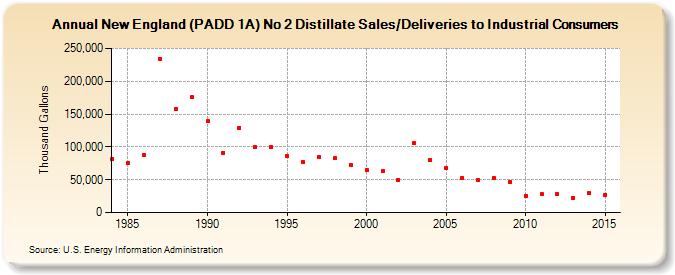 Annual New England (PADD 1A) No 2 Distillate Sales/Deliveries to Industrial Consumers
Thousand Gallons
250,000
200,000
150,000
100,000
50,000
0
1985 1990 1995 2000 2005 2010 2015
Source: U.S. Energy Information Administration